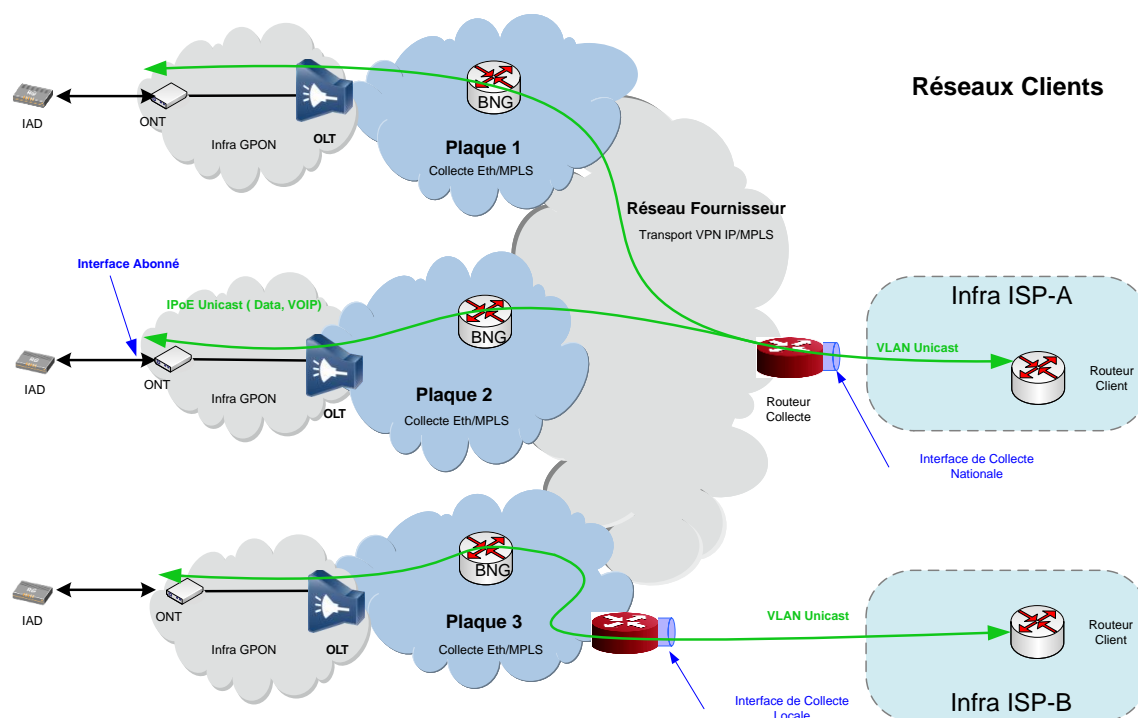 Réseaux Clients
BNG
IAD
ONT
Infra GPON
OLT
Plaque 1
Collecte Eth/MPLS
Réseau Fournisseur
Transport VPN IP/MPLS
Interface Abonné
IPoE Unicast ( Data, VOIP)
BNG
Infra ISP-A
VLAN Unicast
IAD
ONT
Infra GPON
OLT
Plaque 2
Collecte Eth/MPLS
Routeur
Collecte
Routeur
Client
Interface de Collecte
Nationale
BNG
IAD
ONT
Infra GPON
OLT
Plaque 3
Collecte Eth/MPLS
VLAN Unicast
Routeur
Client
Interface de Collecte
Locale
Infra ISP-B